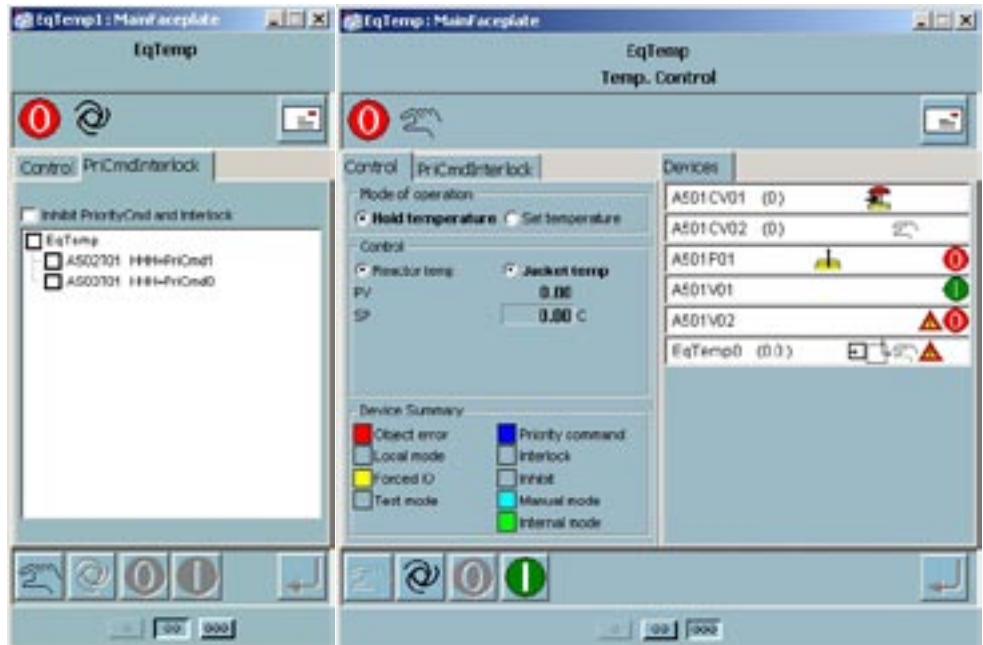 EqTemp1 : MainFaceplate
EqTemp
Control PriCmdInterlock
Inhibit PriorityCmd and Interlock
EqTemp
HHH=PriCmd1
HHH=PriCmd0
EqTemp : MainFaceplate
EqTemp
Temp. Control
Control PriCmdInterlock
Mode of operation
Hold temperature Set temperature
Control
Reactor temp Jacket temp
PV 0.00
SP 0.00 C
Device Summary
Object error Priority command
Local mode Interlock
Forced IO Inhibit
Test mode Manual mode
Internal mode
Devices
A501CV01 (0)
A501CV02 (0)
A501P01
A501V01
A501V02
EqTemp0 (0.0)